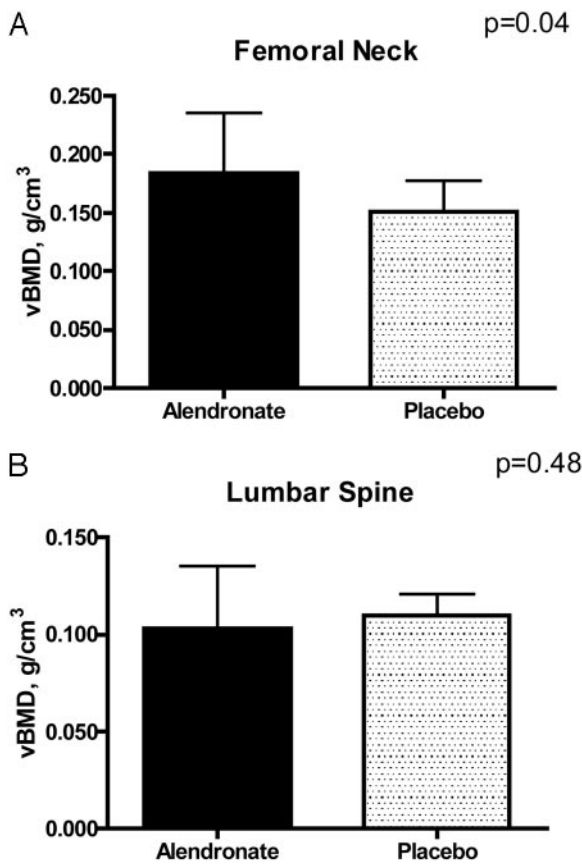 A
p=0.04
Femoral Neck
vBMD, g/cm³
0.250
0.200
0.150
0.100
0.050
0.000
Alendronate Placebo
B
p=0.48
Lumbar Spine
vBMD, g/cm³
0.150
0.100
0.050
0.000
Alendronate Placebo